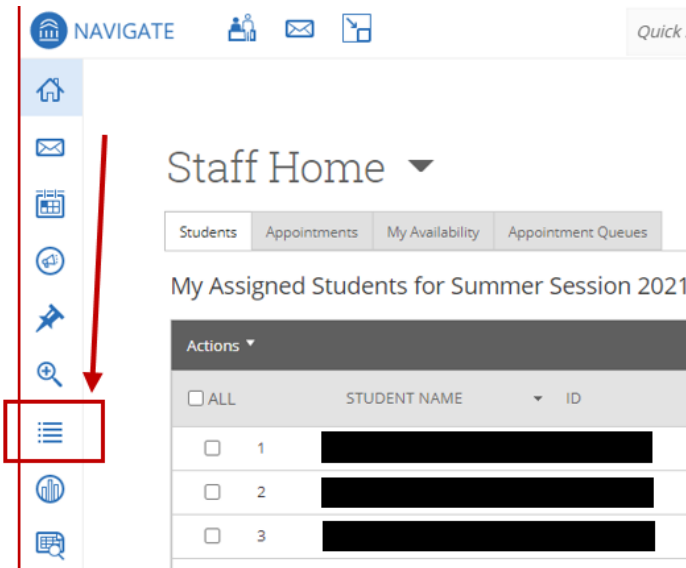 NAVIGATE
Quick
Staff Home
Students Appointments My Availability Appointment Queues
My Assigned Students for Summer Session 2021
Actions
ALL STUDENT NAME ID
1
2
3